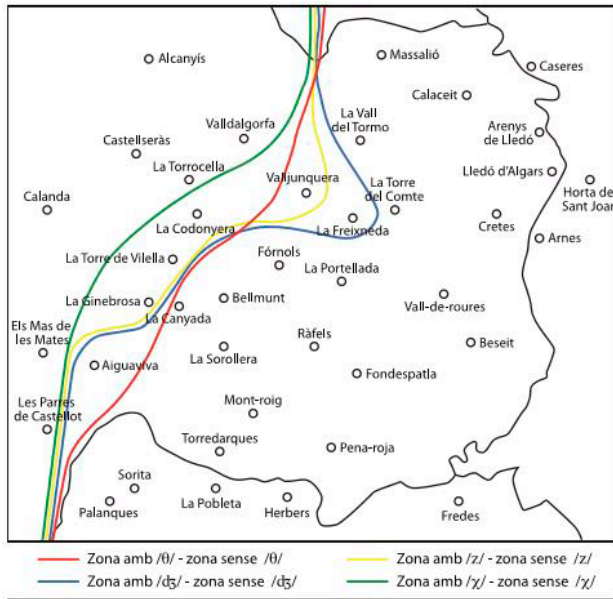 Alcanyís
Massalió
Caseres
Calaceit
Valldalgorfa
La Vall
del Tormo
Castellseràs
Arenys
de Lledó
La Torrocella
Valljunquera
La Torre
del Comte
Lledó d'Algars
Horta de
Sant Joan
Calanda
La Codonyera
La Freixneda
Cretes
Arnes
La Torre de Vilella
Fórnols
La Portellada
La Ginebrosa
La Canyada
Bellmunt
Vall-de-roures
Els Mas de
les Mates
Aiguaviva
La Sorollera
Ràfels
Beseit
Fondespatla
Les Parres
de Castellot
Mont-roig
Torredarques
Pena-roja
Sorita
Palanques
La Pobleta
Herbers
Fredes
Zona amb /θ/ - zona sense /θ/
Zona amb /z/ - zona sense /z/
Zona amb /dʒ/ - zona sense /dʒ/
Zona amb /χ/ - zona sense /χ/